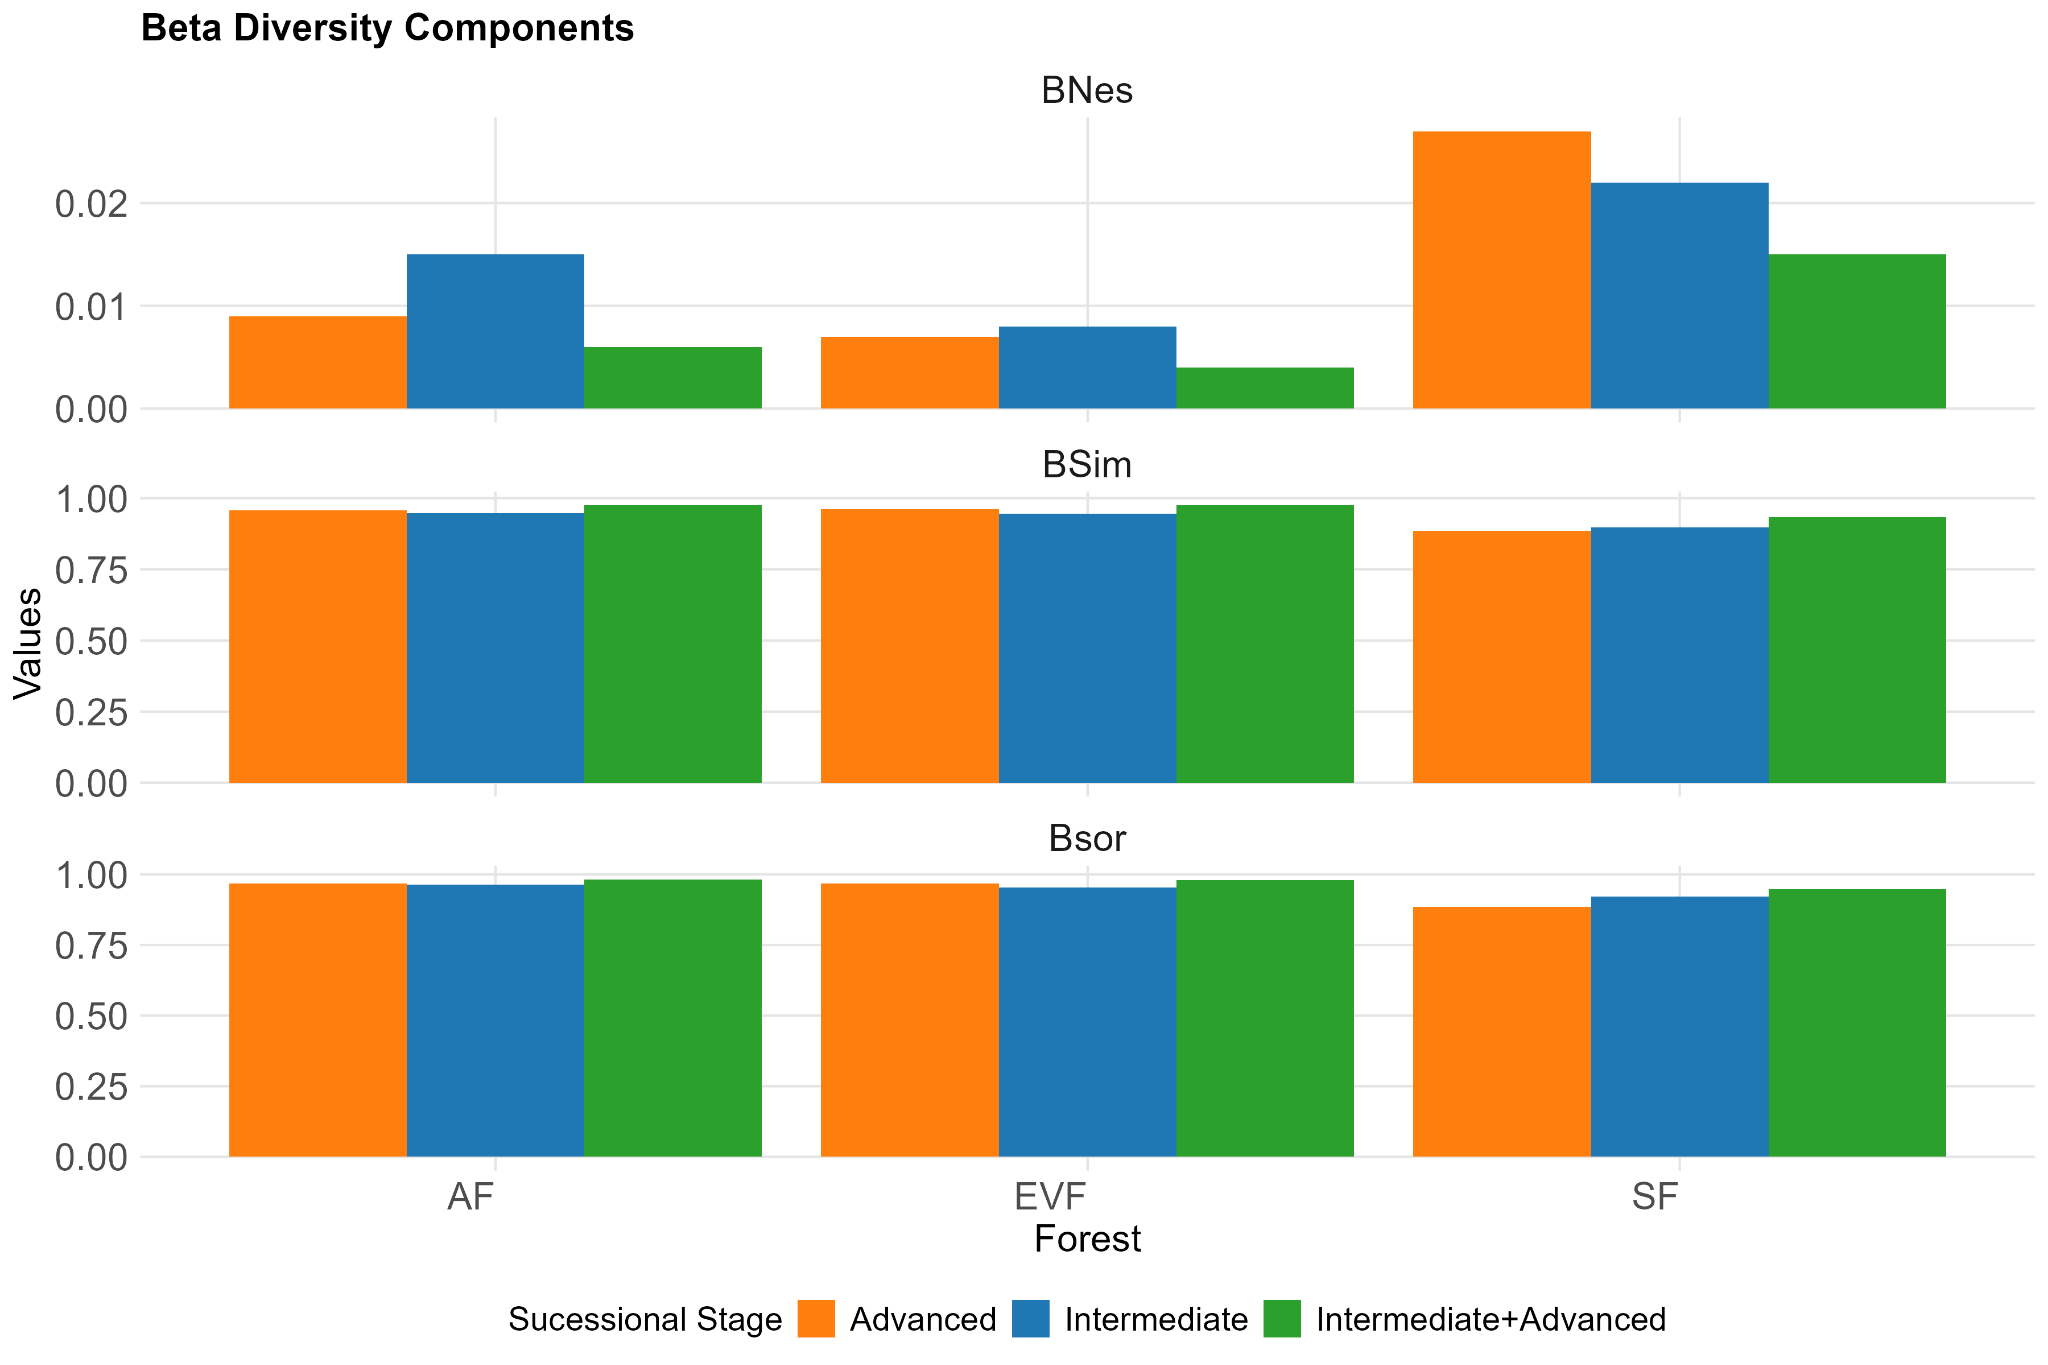 Beta Diversity Components
BNes
0.02
0.01
0.00
BSim
1.00
0.75
0.50
0.25
0.00
Values
Bsor
1.00
0.75
0.50
0.25
0.00
AF EVF SF
Forest
Sucessional Stage Advanced Intermediate Intermediate+Advanced